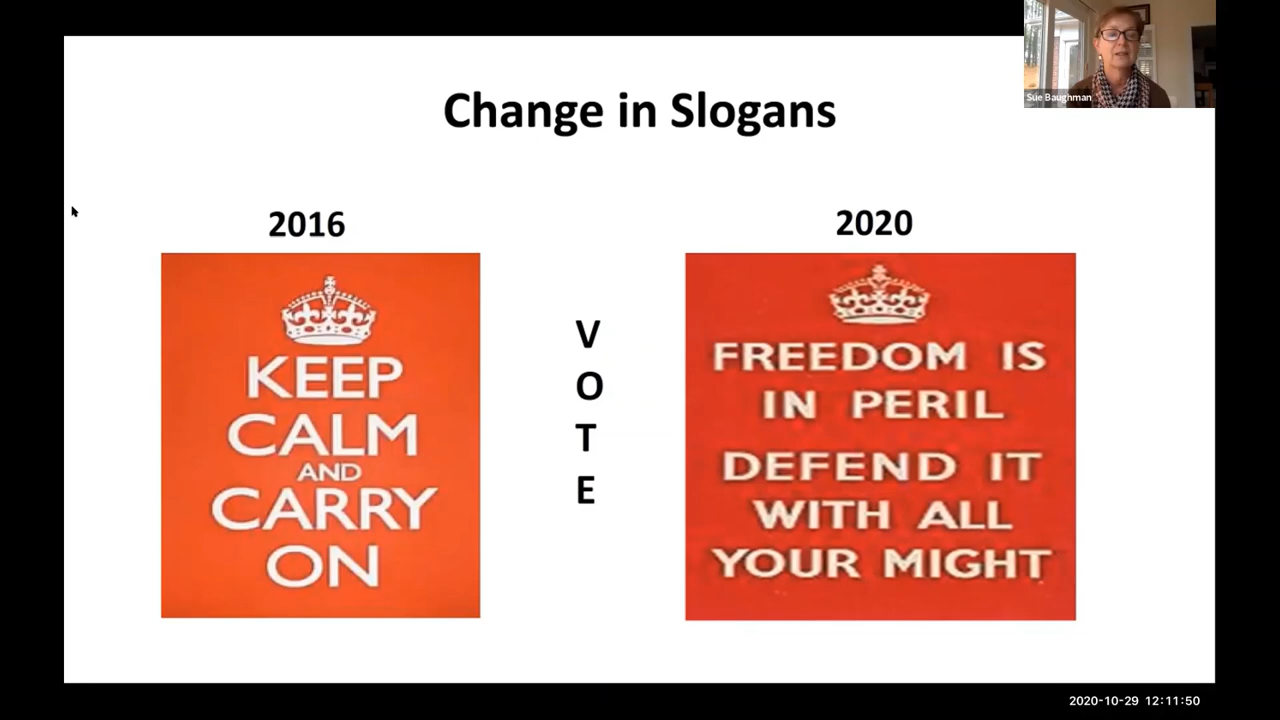 Sue Baughman
Change in Slogans
2016
2020
KEEP
CALM
AND
CARRY
ON
V
O
T
E
FREEDOM IS
IN PERIL
DEFEND IT
WITH ALL
YOUR MIGHT
2020-10-29 12:11:50